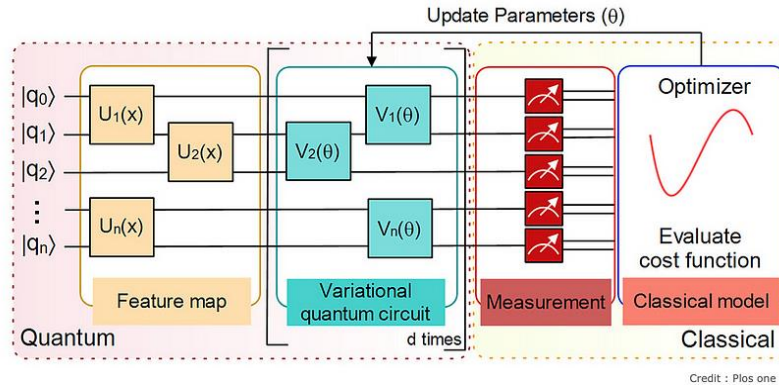 Update Parameters (θ)
|q₀⟩
|q₁⟩
|q₂⟩
⋮
|qₙ⟩
U₁(x)
U₂(x)
Uₙ(x)
V₁(θ)
V₂(θ)
Vₙ(θ)
Optimizer
Evaluate
cost function
Feature map
Variational
quantum circuit
Measurement
Classical model
Quantum
d times
Classical
Credit : Plos one